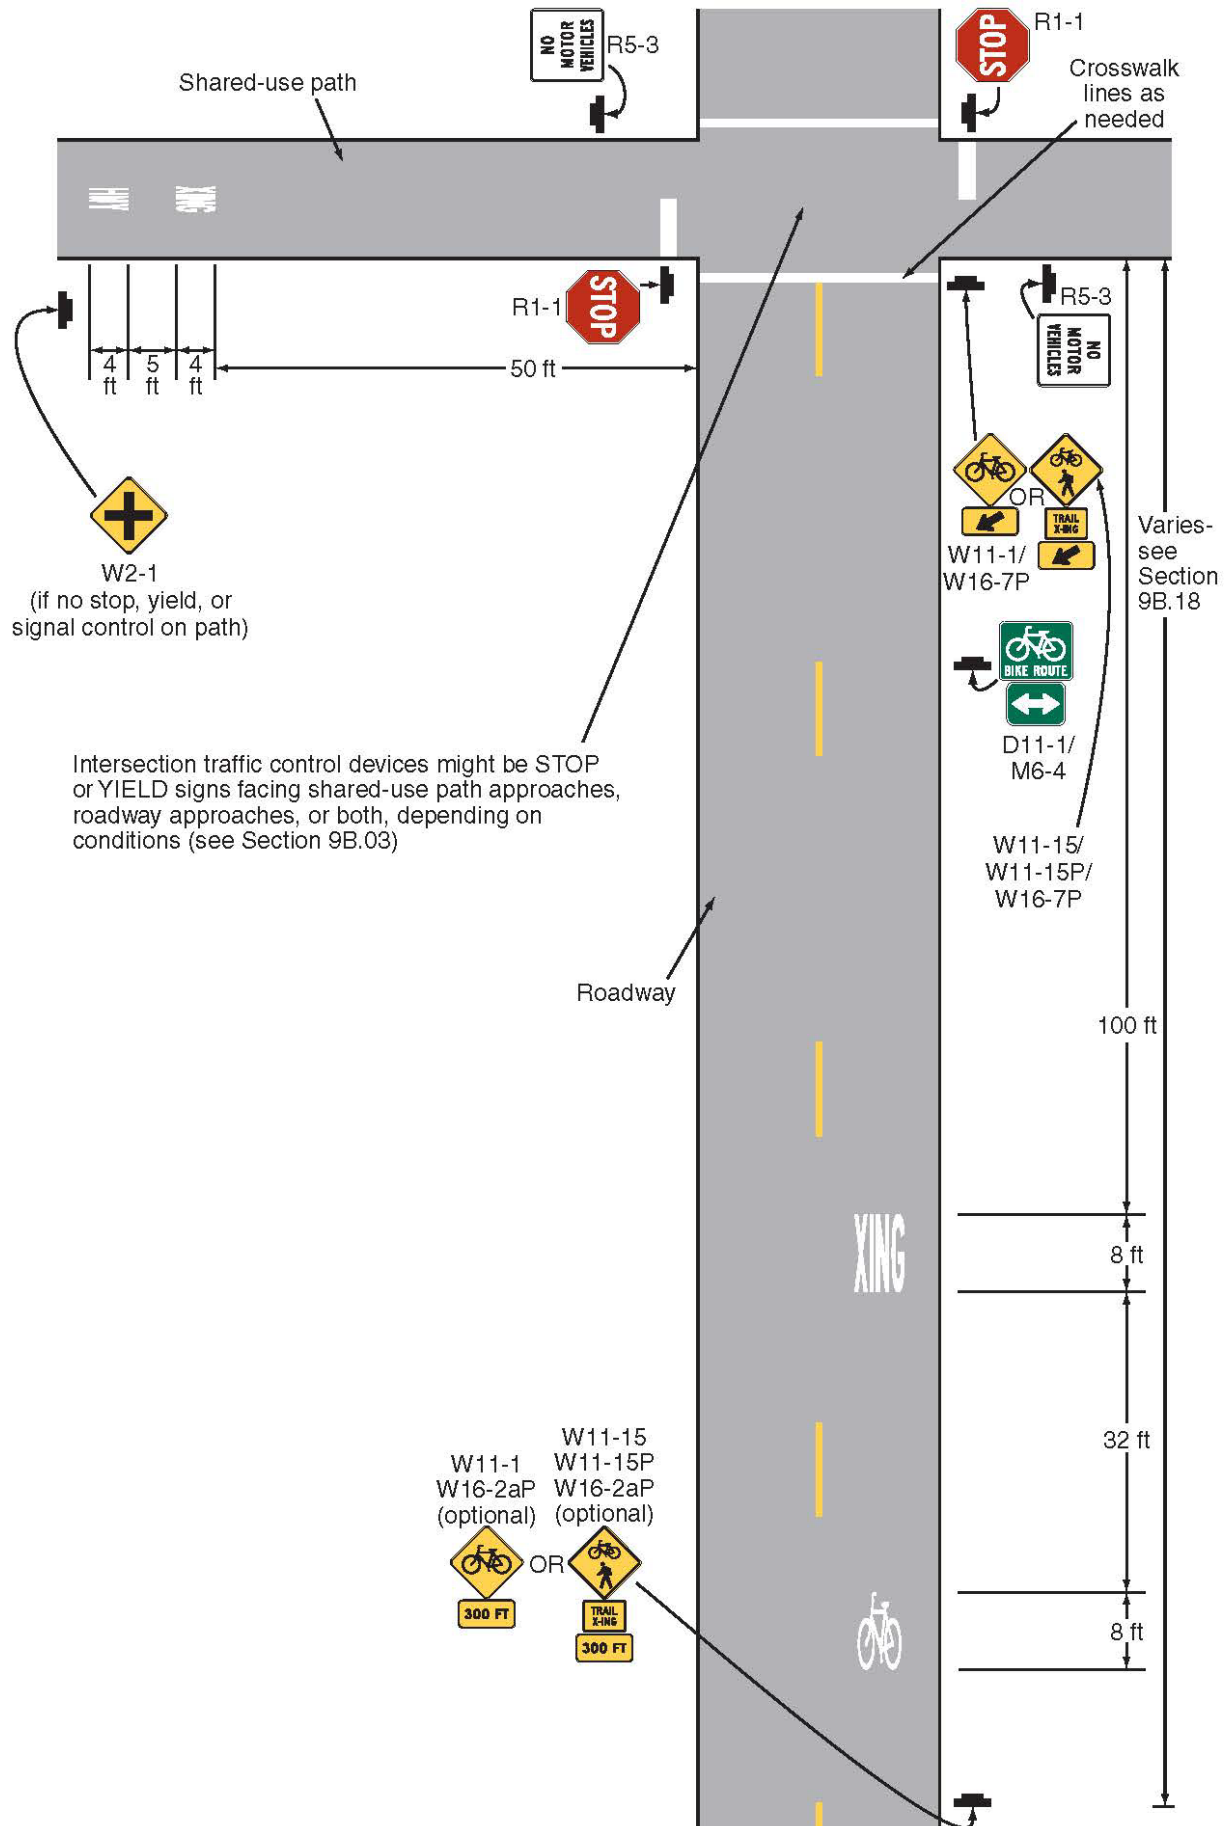 NO
MOTOR
VEHICLES
R5-3
STOP
R1-1
Crosswalk
lines as
needed
Shared-use path
HWY
XING
R1-1
STOP
R5-3
NO
MOTOR
VEHICLES
4
ft
5
ft
4
ft
50 ft
W2-1
(if no stop, yield, or
signal control on path)
OR
TRAIL
X-ING
W11-1/
W16-7P
Varies-
see
Section
9B.18
BIKE ROUTE
D11-1/
M6-4
Intersection traffic control devices might be STOP
or YIELD signs facing shared-use path approaches,
roadway approaches, or both, depending on
conditions (see Section 9B.03)
W11-15/
W11-15P/
W16-7P
Roadway
100 ft
XING
8 ft
32 ft
W11-1
W16-2aP
(optional)
W11-15
W11-15P
W16-2aP
(optional)
OR
300 FT
TRAIL
X-ING
300 FT
8 ft